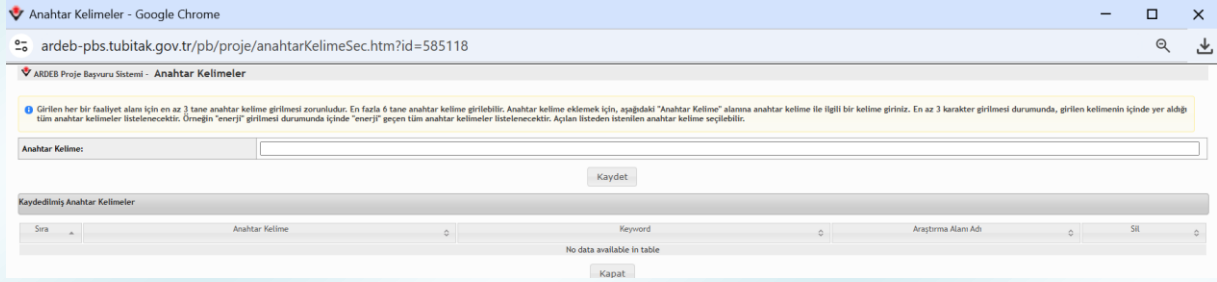 Anahtar Kelimeler - Google Chrome
ardeb-pbs.tubitak.gov.tr/pb/proje/anahtarKelimeSec.htm?id=585118
ARDEB Proje Başvuru Sistemi - Anahtar Kelimeler
Girilen her bir faaliyet alanı için en az 3 tane anahtar kelime girilmesi zorunludur. En fazla 6 tane anahtar kelime girilebilir. Anahtar kelime eklemek için, aşağıdaki "Anahtar Kelime" alanına anahtar kelime ile ilgili bir kelime giriniz. En az 3 karakter girilmesi durumunda, girilen kelimenin içinde yer aldığı
tüm anahtar kelimeler listelenecektir. Örneğin "enerji" girilmesi durumunda içinde "enerji" geçen tüm anahtar kelimeler listelenecektir. Açılan listeden istenilen anahtar kelime seçilebilir.
Anahtar Kelime:
Kaydet
Kaydedilmiş Anahtar Kelimeler
Sıra Anahtar Kelime Keyword Araştırma Alanı Adı Sil
No data available in table
Kapat